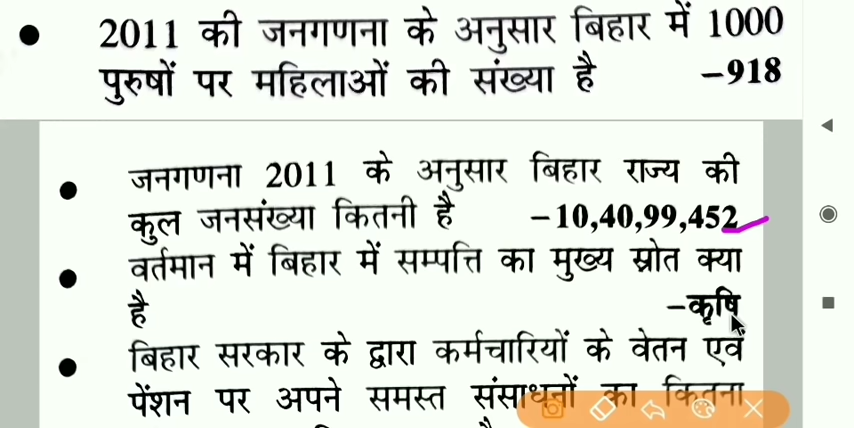 • 2011 की जनगणना के अनुसार बिहार में 1000
पुरुषों पर महिलाओं की संख्या है –918
• जनगणना 2011 के अनुसार बिहार राज्य की
कुल जनसंख्या कितनी है –10,40,99,452
• वर्तमान में बिहार में सम्पत्ति का मुख्य स्रोत क्या
है –कृषि
• बिहार सरकार के द्वारा कर्मचारियों के वेतन एवं
पेंशन पर अपने समस्त संसाधनों का कितना